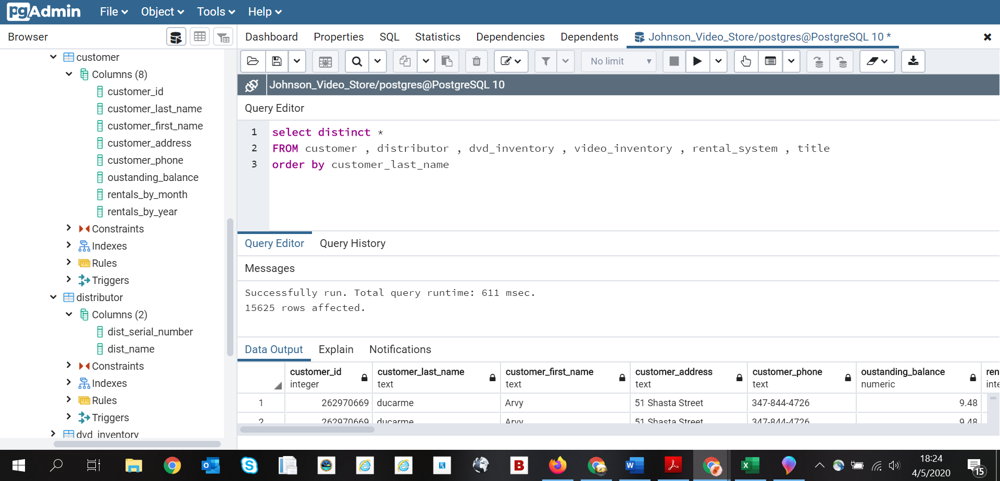 pgAdmin File Object Tools Help
Browser
Dashboard Properties SQL Statistics Dependencies Dependents Johnson_Video_Store/postgres@PostgreSQL 10 *
customer
Columns (8)
customer_id
customer_last_name
customer_first_name
customer_address
customer_phone
oustanding_balance
rentals_by_month
rentals_by_year
Constraints
Indexes
Rules
Triggers
distributor
Columns (2)
dist_serial_number
dist_name
Constraints
Indexes
Rules
Triggers
dvd_inventory
No limit
Johnson_Video_Store/postgres@PostgreSQL 10
Query Editor
1 select distinct *
2 FROM customer , distributor , dvd_inventory , video_inventory , rental_system , title
3 order by customer_last_name
Query Editor Query History
Messages
Successfully run. Total query runtime: 611 msec.
15625 rows affected.
Data Output Explain Notifications
customer_id customer_last_name customer_first_name customer_address customer_phone oustanding_balance ren
integer text text text text numeric inte
1 262970669 ducarme Arvy 51 Shasta Street 347-844-4726 9.48
2 262970669 ducarme Arvy 51 Shasta Street 347-844-4726 9.48
18:24
4/5/2020
15